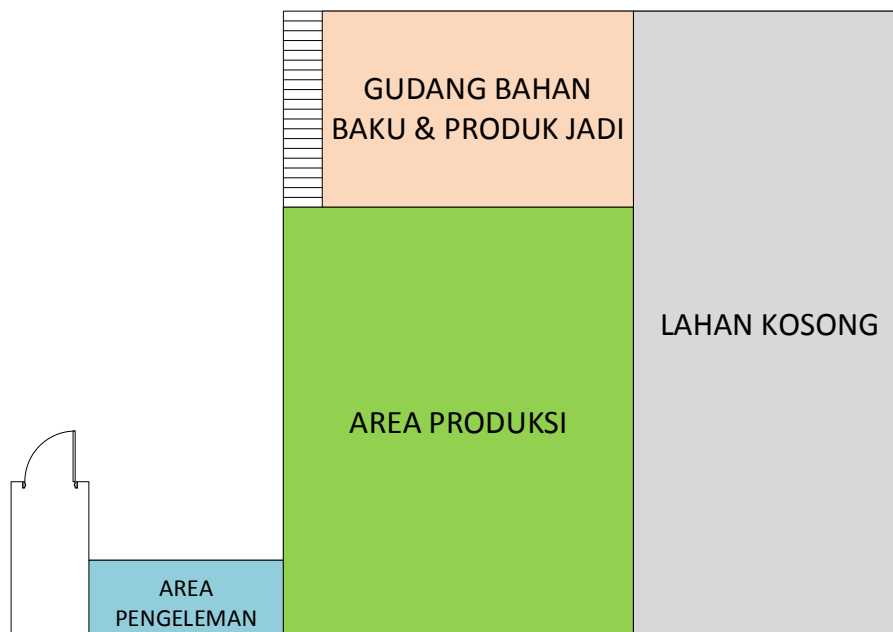 GUDANG BAHAN
BAKU & PRODUK JADI
LAHAN KOSONG
AREA PRODUKSI
AREA
PENGELEMAN